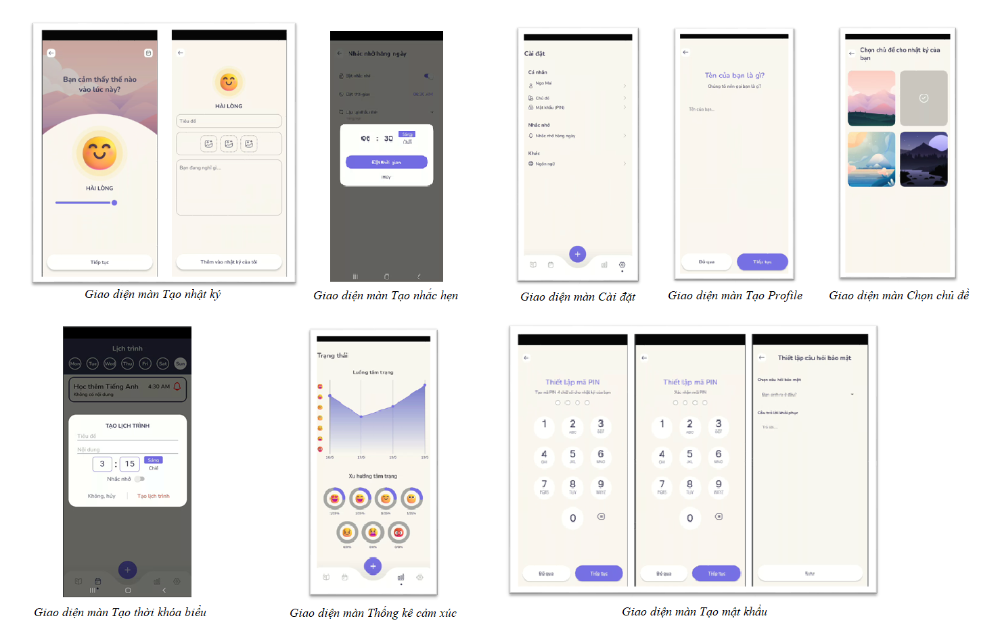 Bạn cảm thấy thế nào
vào lúc này?
HÀI LÒNG
Tiếp tục
HÀI LÒNG
Tiêu đề
Bạn đang nghĩ gì...
Thêm vào nhật ký của tôi
Giao diện màn Tạo nhật ký
Nhắc nhở hàng ngày
Đặt nhắc nhở
Đặt thời gian
06:30 AM
06 : 30
Sáng
Chiều
Đặt thời gian
Hủy
Giao diện màn Tạo nhắc hẹn
Cài đặt
Cá nhân
Ngo Mai
Chủ đề
Mật khẩu (PIN)
Nhắc nhở
Nhắc nhở hàng ngày
Khác
Ngôn ngữ
Giao diện màn Cài đặt
Tên của bạn là gì?
Chúng tôi nên gọi bạn là gì?
Tên của bạn...
Bỏ qua
Tiếp tục
Giao diện màn Tạo Profile
Chọn chủ đề cho nhật ký của
bạn
Giao diện màn Chọn chủ đề
Lịch trình
Mon Tue Wed Thu Fri Sat Sun
Học thêm Tiếng Anh 4:30 AM
Không có nội dung
TẠO LỊCH TRÌNH
Tiêu đề
Nội dung
3 : 15
Sáng
Chiề
Nhắc nhở
Không, hủy
Tạo lịch trình
Giao diện màn Tạo thời khóa biểu
Trạng thái
Luồng tâm trạng
16/5 17/5 18/5 19/5
Xu hướng tâm trạng
1/25% 1/25% 1/25%
0/0% 0/0% 0/0%
Giao diện màn Thống kê cảm xúc
Thiết lập mã PIN
Tạo mã PIN 4 chữ số cho nhật ký của bạn
1 2 3
ABC DEF
4 5 6
GHI JKL MNO
7 8 9
PQRS TUV WXYZ
0
Bỏ qua
Tiếp tục
Thiết lập mã PIN
Xác nhận mã PIN
1 2 3
ABC DEF
4 5 6
GHI JKL MNO
7 8 9
PQRS TUV WXYZ
0
Bỏ qua
Tiếp tục
Thiết lập câu hỏi bảo mật
Chọn câu hỏi bảo mật
Bạn sinh ra ở đâu?
Câu trả lời khôi phục
Trả lời...
Lưu
Giao diện màn Tạo mật khẩu